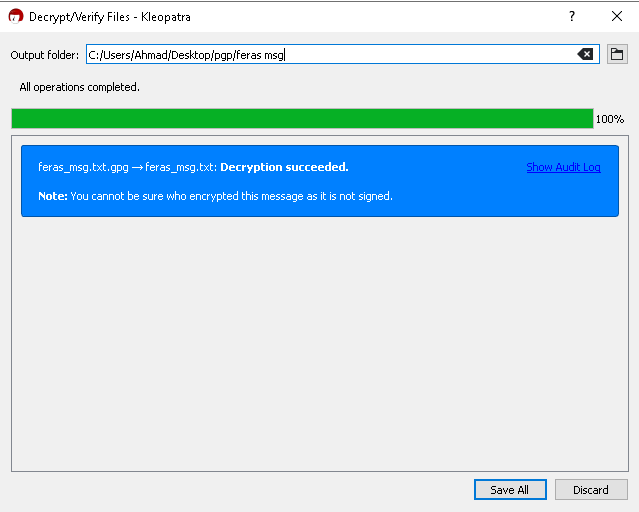 Decrypt/Verify Files - Kleopatra
Output folder: C:/Users/Ahmad/Desktop/pgp/feras msg
All operations completed.
100%
feras_msg.txt.gpg → feras_msg.txt: Decryption succeeded. Show Audit Log
Note: You cannot be sure who encrypted this message as it is not signed.
Save All Discard